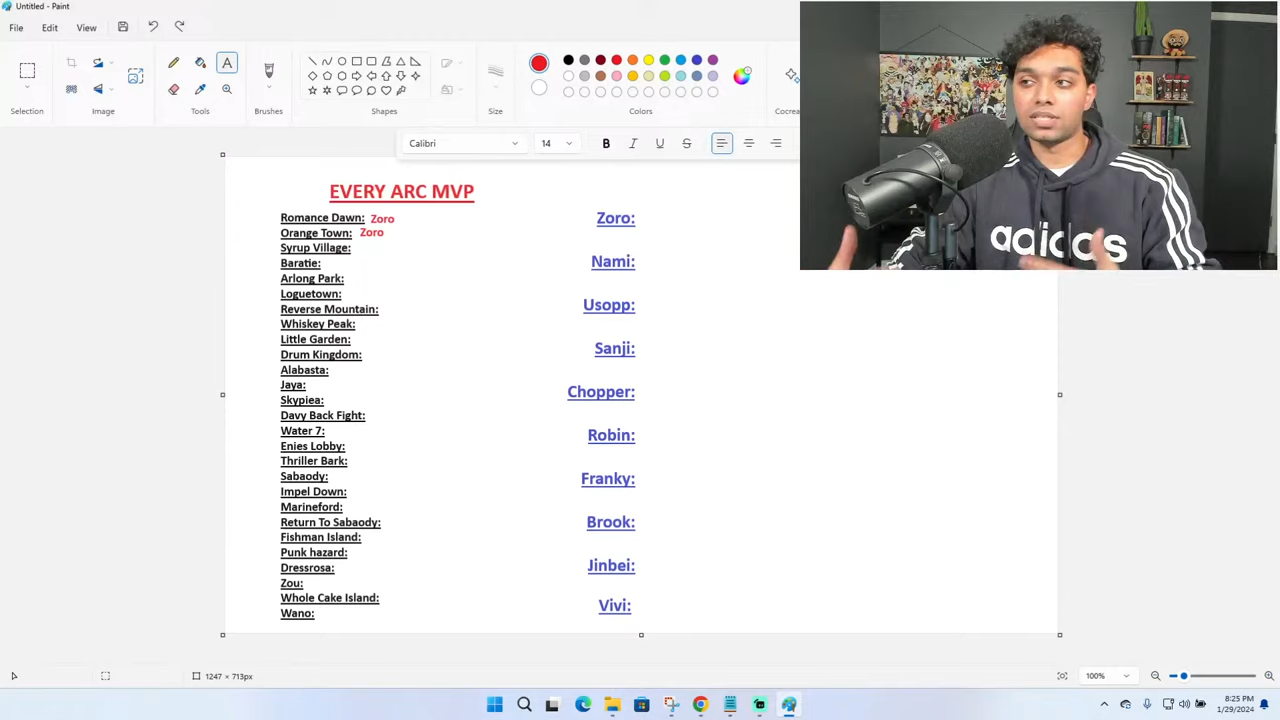 Untitled - Paint
File Edit View
Selection Image Tools Brushes Shapes Size Colors Cocrea
Calibri 14 B I U S
EVERY ARC MVP
Romance Dawn: Zoro
Orange Town: Zoro
Syrup Village:
Baratie:
Arlong Park:
Loguetown:
Reverse Mountain:
Whiskey Peak:
Little Garden:
Drum Kingdom:
Alabasta:
Jaya:
Skypiea:
Davy Back Fight:
Water 7:
Enies Lobby:
Thriller Bark:
Sabaody:
Impel Down:
Marineford:
Return To Sabaody:
Fishman Island:
Punk hazard:
Dressrosa:
Zou:
Whole Cake Island:
Wano:
Zoro:
Nami:
Usopp:
Sanji:
Chopper:
Robin:
Franky:
Brook:
Jinbei:
Vivi:
adidas
1247 × 713px
100%
8:25 PM
1/29/2024